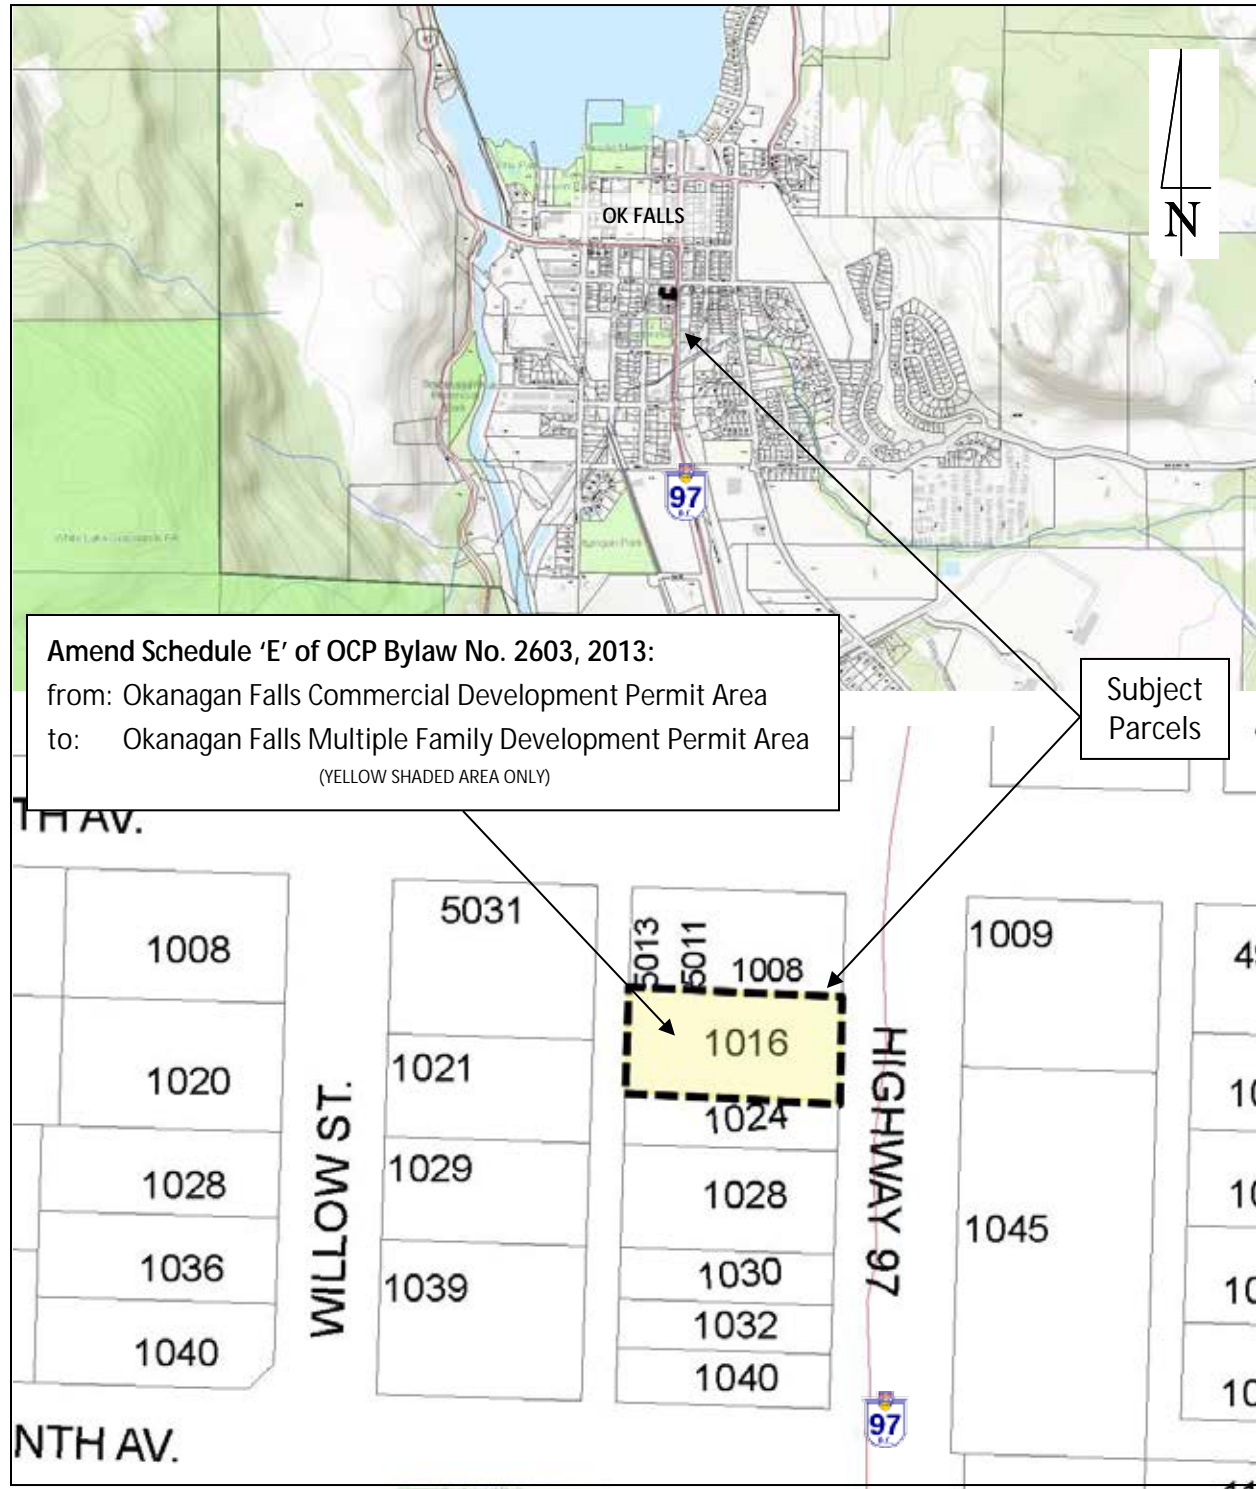 N
OK FALLS
97
B.C.
Amend Schedule ‘E’ of OCP Bylaw No. 2603, 2013:
from: Okanagan Falls Commercial Development Permit Area
to: Okanagan Falls Multiple Family Development Permit Area
(YELLOW SHADED AREA ONLY)
Subject
Parcels
TH AV.
1008
1020
1028
1036
1040
WILLOW ST.
5031
1021
1029
1039
5013
5011
1008
1016
1024
1028
1030
1032
1040
HIGHWAY 97
97
B.C.
1009
1045
NTH AV.